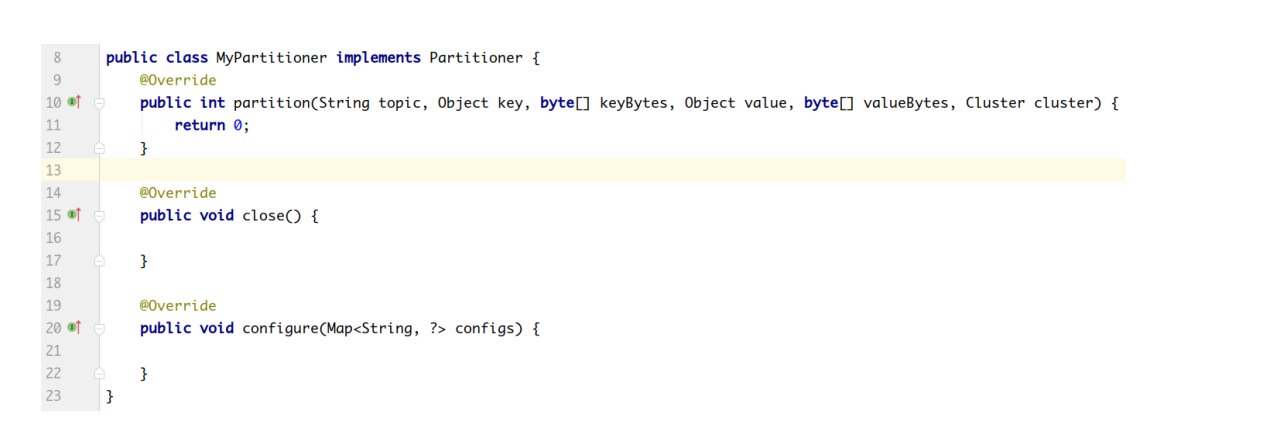 8 public class MyPartitioner implements Partitioner {
9 @Override
10 public int partition(String topic, Object key, byte[] keyBytes, Object value, byte[] valueBytes, Cluster cluster) {
11 return 0;
12 }
13
14 @Override
15 public void close() {
16
17 }
18
19 @Override
20 public void configure(Map<String, ?> configs) {
21
22 }
23 }